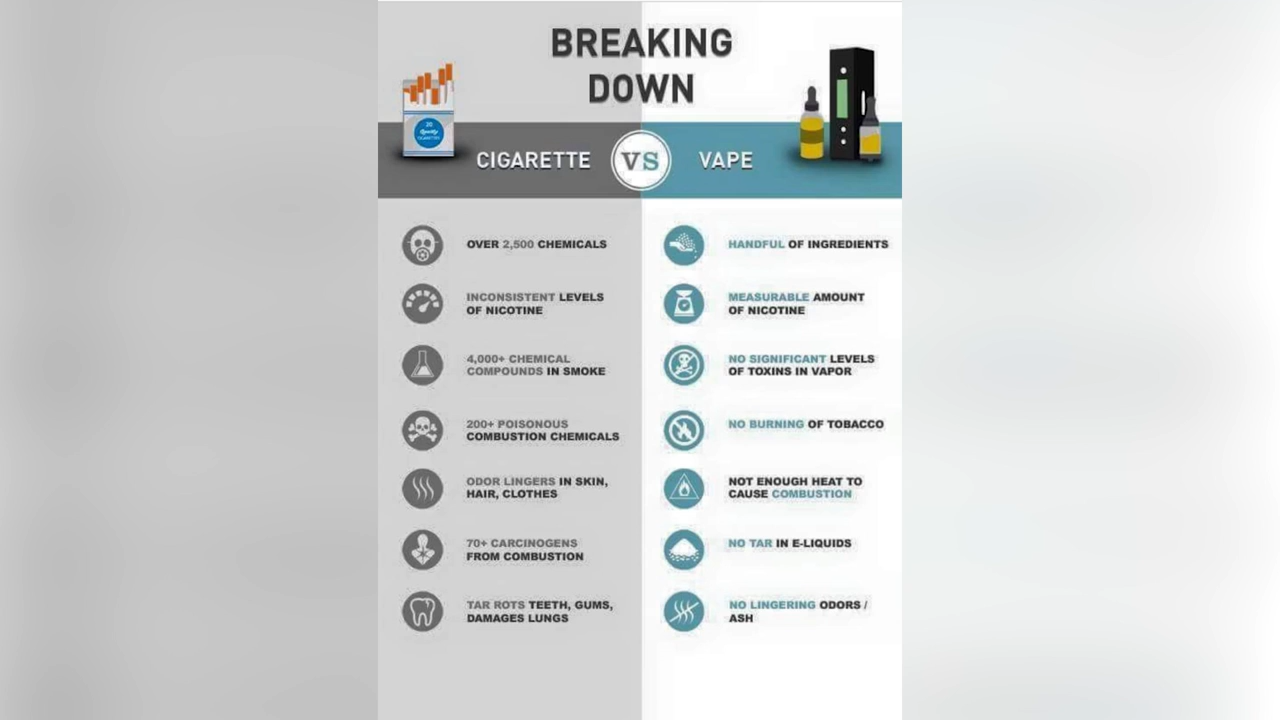 BREAKING
DOWN
20
Quality
CIGARETTES
CIGARETTE
VS
VAPE
OVER 2,500 CHEMICALS
HANDFUL OF INGREDIENTS
INCONSISTENT LEVELS
OF NICOTINE
MEASURABLE AMOUNT
OF NICOTINE
4,000+ CHEMICAL
COMPOUNDS IN SMOKE
NO SIGNIFICANT LEVELS
OF TOXINS IN VAPOR
200+ POISONOUS
COMBUSTION CHEMICALS
NO BURNING OF TOBACCO
ODOR LINGERS IN SKIN,
HAIR, CLOTHES
NOT ENOUGH HEAT TO
CAUSE COMBUSTION
70+ CARCINOGENS
FROM COMBUSTION
NO TAR IN E-LIQUIDS
TAR ROTS TEETH, GUMS,
DAMAGES LUNGS
NO LINGERING ODORS /
ASH